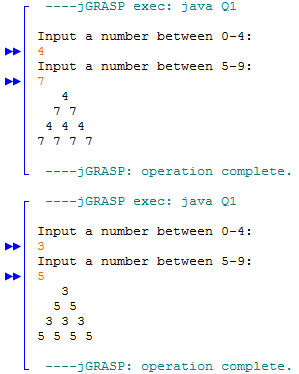 ----jGRASP exec: java Q1
Input a number between 0-4:
4
Input a number between 5-9:
7
4
7 7
4 4 4
7 7 7 7
----jGRASP: operation complete.
----jGRASP exec: java Q1
Input a number between 0-4:
3
Input a number between 5-9:
5
3
5 5
3 3 3
5 5 5 5
----jGRASP: operation complete.